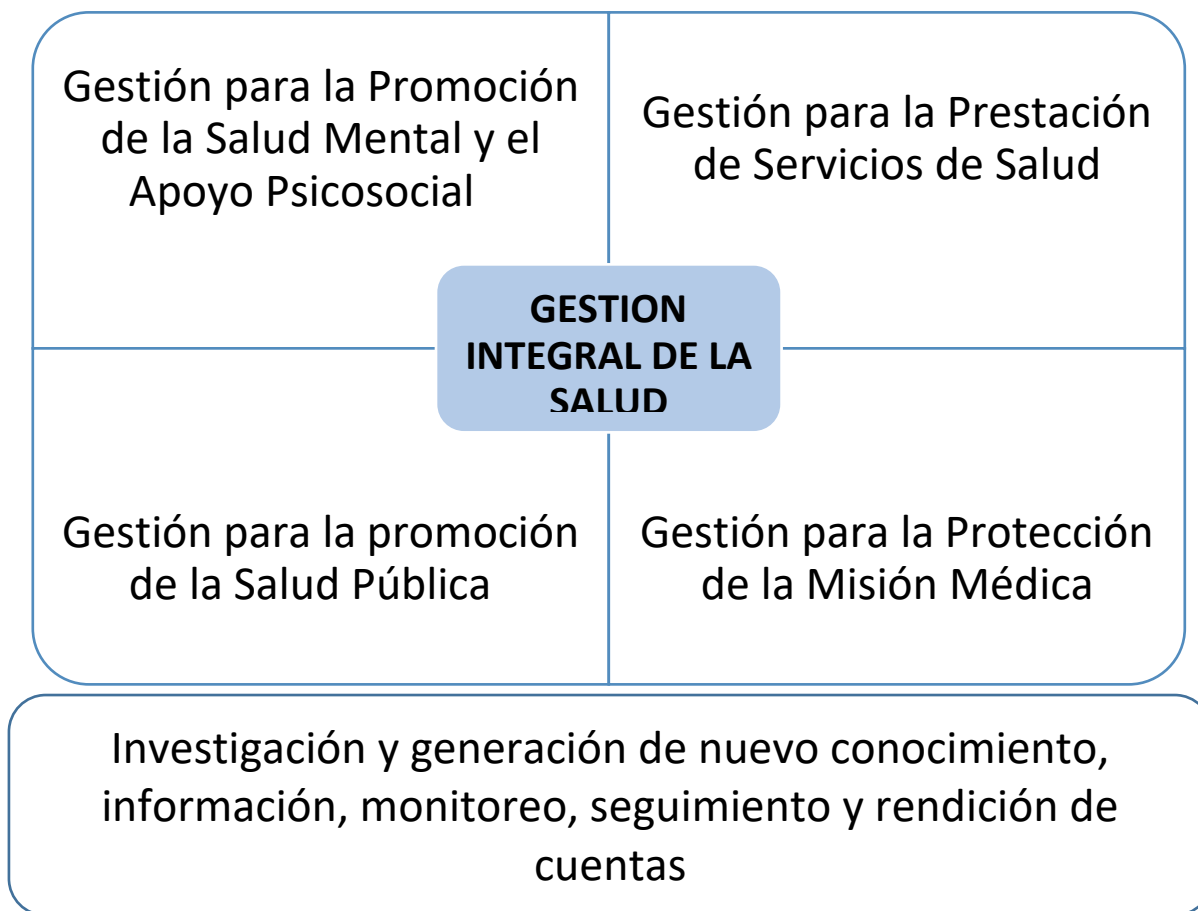 Gestión para la Promoción
de la Salud Mental y el
Apoyo Psicosocial
Gestión para la Prestación
de Servicios de Salud
GESTION
INTEGRAL DE LA
SALUD
Gestión para la promoción
de la Salud Pública
Gestión para la Protección
de la Misión Médica
Investigación y generación de nuevo conocimiento,
información, monitoreo, seguimiento y rendición de
cuentas